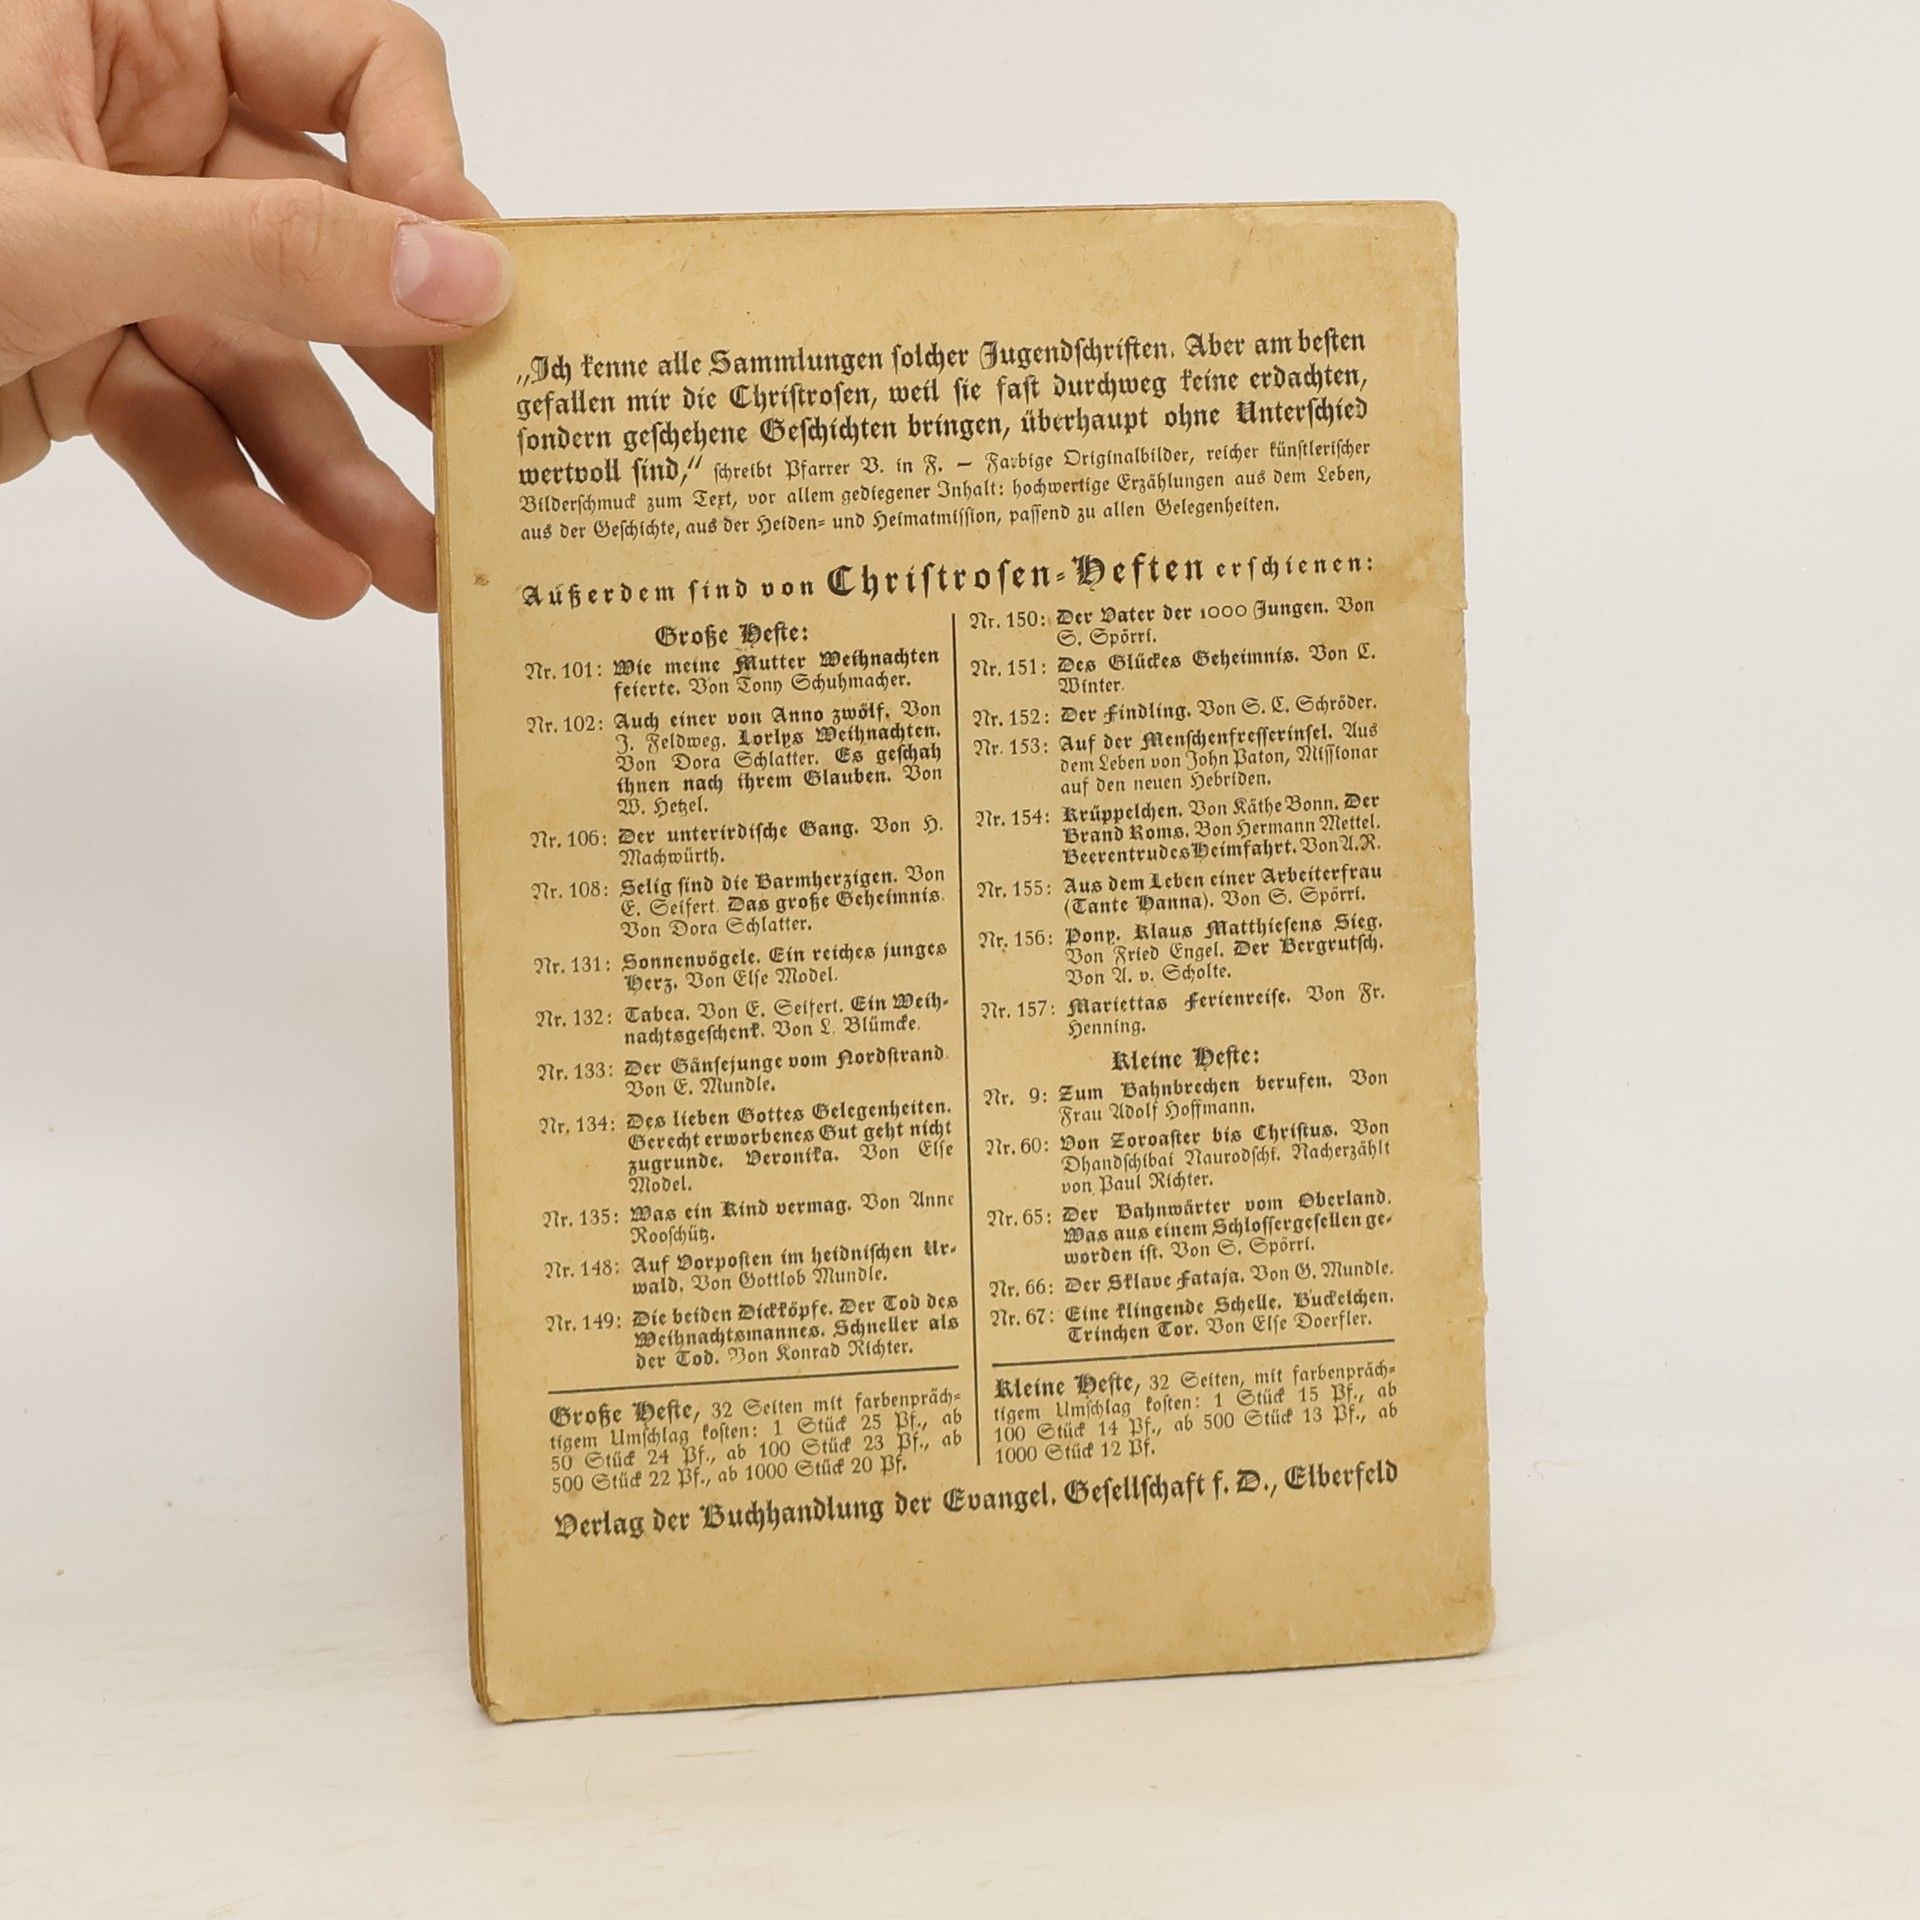 „Ich kenne alle Sammlungen solcher Jugendschriften. Aber am besten
gefallen mir die Christrosen, weil sie fast durchweg keine erdachten,
sondern geschehene Geschichten bringen, überhaupt ohne Unterschied
wertvoll sind,“ schreibt Pfarrer V. in F. — Farbige Originalbilder, reicher künstlerischer
Bilderschmuck zum Text, vor allem gediegener Inhalt: hochwertige Erzählungen aus dem Leben,
aus der Geschichte, aus der Heiden- und Heimatmission, passend zu allen Gelegenheiten.
Außerdem sind von Christrosen-Heften erschienen:
Große Hefte:
Nr. 101: Wie meine Mutter Weihnachten
feierte. Von Tony Schuhmacher.
Nr. 102: Auch einer von Anno zwölf. Von
J. Feldweg. Lorlys Weihnachten.
Von Dora Schlatter. Es geschah
ihnen nach ihrem Glauben. Von
W. Hetzel.
Nr. 106: Der unterirdische Gang. Von H.
Machwürth.
Nr. 108: Selig sind die Barmherzigen. Von
E. Seifert. Das große Geheimnis.
Von Dora Schlatter.
Nr. 131: Sonnenvögele. Ein reiches junges
Herz. Von Else Model.
Nr. 132: Tabea. Von E. Seifert. Ein Weih-
nachtsgeschenk. Von L. Blümcke.
Nr. 133: Der Gänsejunge vom Nordstrand.
Von E. Mundle.
Nr. 134: Des lieben Gottes Gelegenheiten.
Gerecht erworbenes Gut geht nicht
zugrunde. Veronika. Von Else
Model.
Nr. 135: Was ein Kind vermag. Von Anne
Rooschütz.
Nr. 148: Auf Vorposten im heidnischen Ur-
wald. Von Gottlob Mundle.
Nr. 149: Die beiden Dickköpfe. Der Tod des
Weihnachtsmannes. Schneller als
der Tod. Von Konrad Richter.
Große Hefte, 32 Seiten mit farbenpräch-
tigem Umschlag kosten: 1 Stück 25 Pf., ab
50 Stück 24 Pf., ab 100 Stück 23 Pf., ab
500 Stück 22 Pf., ab 1000 Stück 20 Pf.
Nr. 150: Der Vater der 1000 Jungen. Von
S. Spörri.
Nr. 151: Des Glückes Geheimnis. Von C.
Winter.
Nr. 152: Der Findling. Von S. C. Schröder.
Nr. 153: Auf der Menschenfresserinsel. Aus
dem Leben von John Paton, Missionar
auf den neuen Hebriden.
Nr. 154: Krüppelchen. Von Käthe Bonn. Der
Brand Roms. Von Hermann Mettel.
Beerentrudes Heimfahrt. Von A. R.
Nr. 155: Aus dem Leben einer Arbeiterfrau
(Tante Hanna). Von S. Spörri.
Nr. 156: Pony. Klaus Matthiesens Sieg.
Von Fried Engel. Der Bergrutsch.
Von A. v. Scholte.
Nr. 157: Mariettas Ferienreise. Von Fr.
Henning.
Kleine Hefte:
Nr. 9: Zum Bahnbrechen berufen. Von
Frau Adolf Hoffmann.
Nr. 60: Von Zoroaster bis Christus. Von
Dhandschibai Naurodschi. Nacherzählt
von Paul Richter.
Nr. 65: Der Bahnwärter vom Oberland.
Was aus einem Schlossergesellen ge-
worden ist. Von S. Spörri.
Nr. 66: Der Sklave Fataja. Von G. Mundle.
Nr. 67: Eine klingende Schelle. Buckelchen.
Trinchen Tor. Von Else Doerfler.
Kleine Hefte, 32 Seiten, mit farbenpräch-
tigem Umschlag kosten: 1 Stück 15 Pf., ab
100 Stück 14 Pf., ab 500 Stück 13 Pf., ab
1000 Stück 12 Pf.
Verlag der Buchhandlung der Evangel. Gesellschaft f. D., Elberfeld